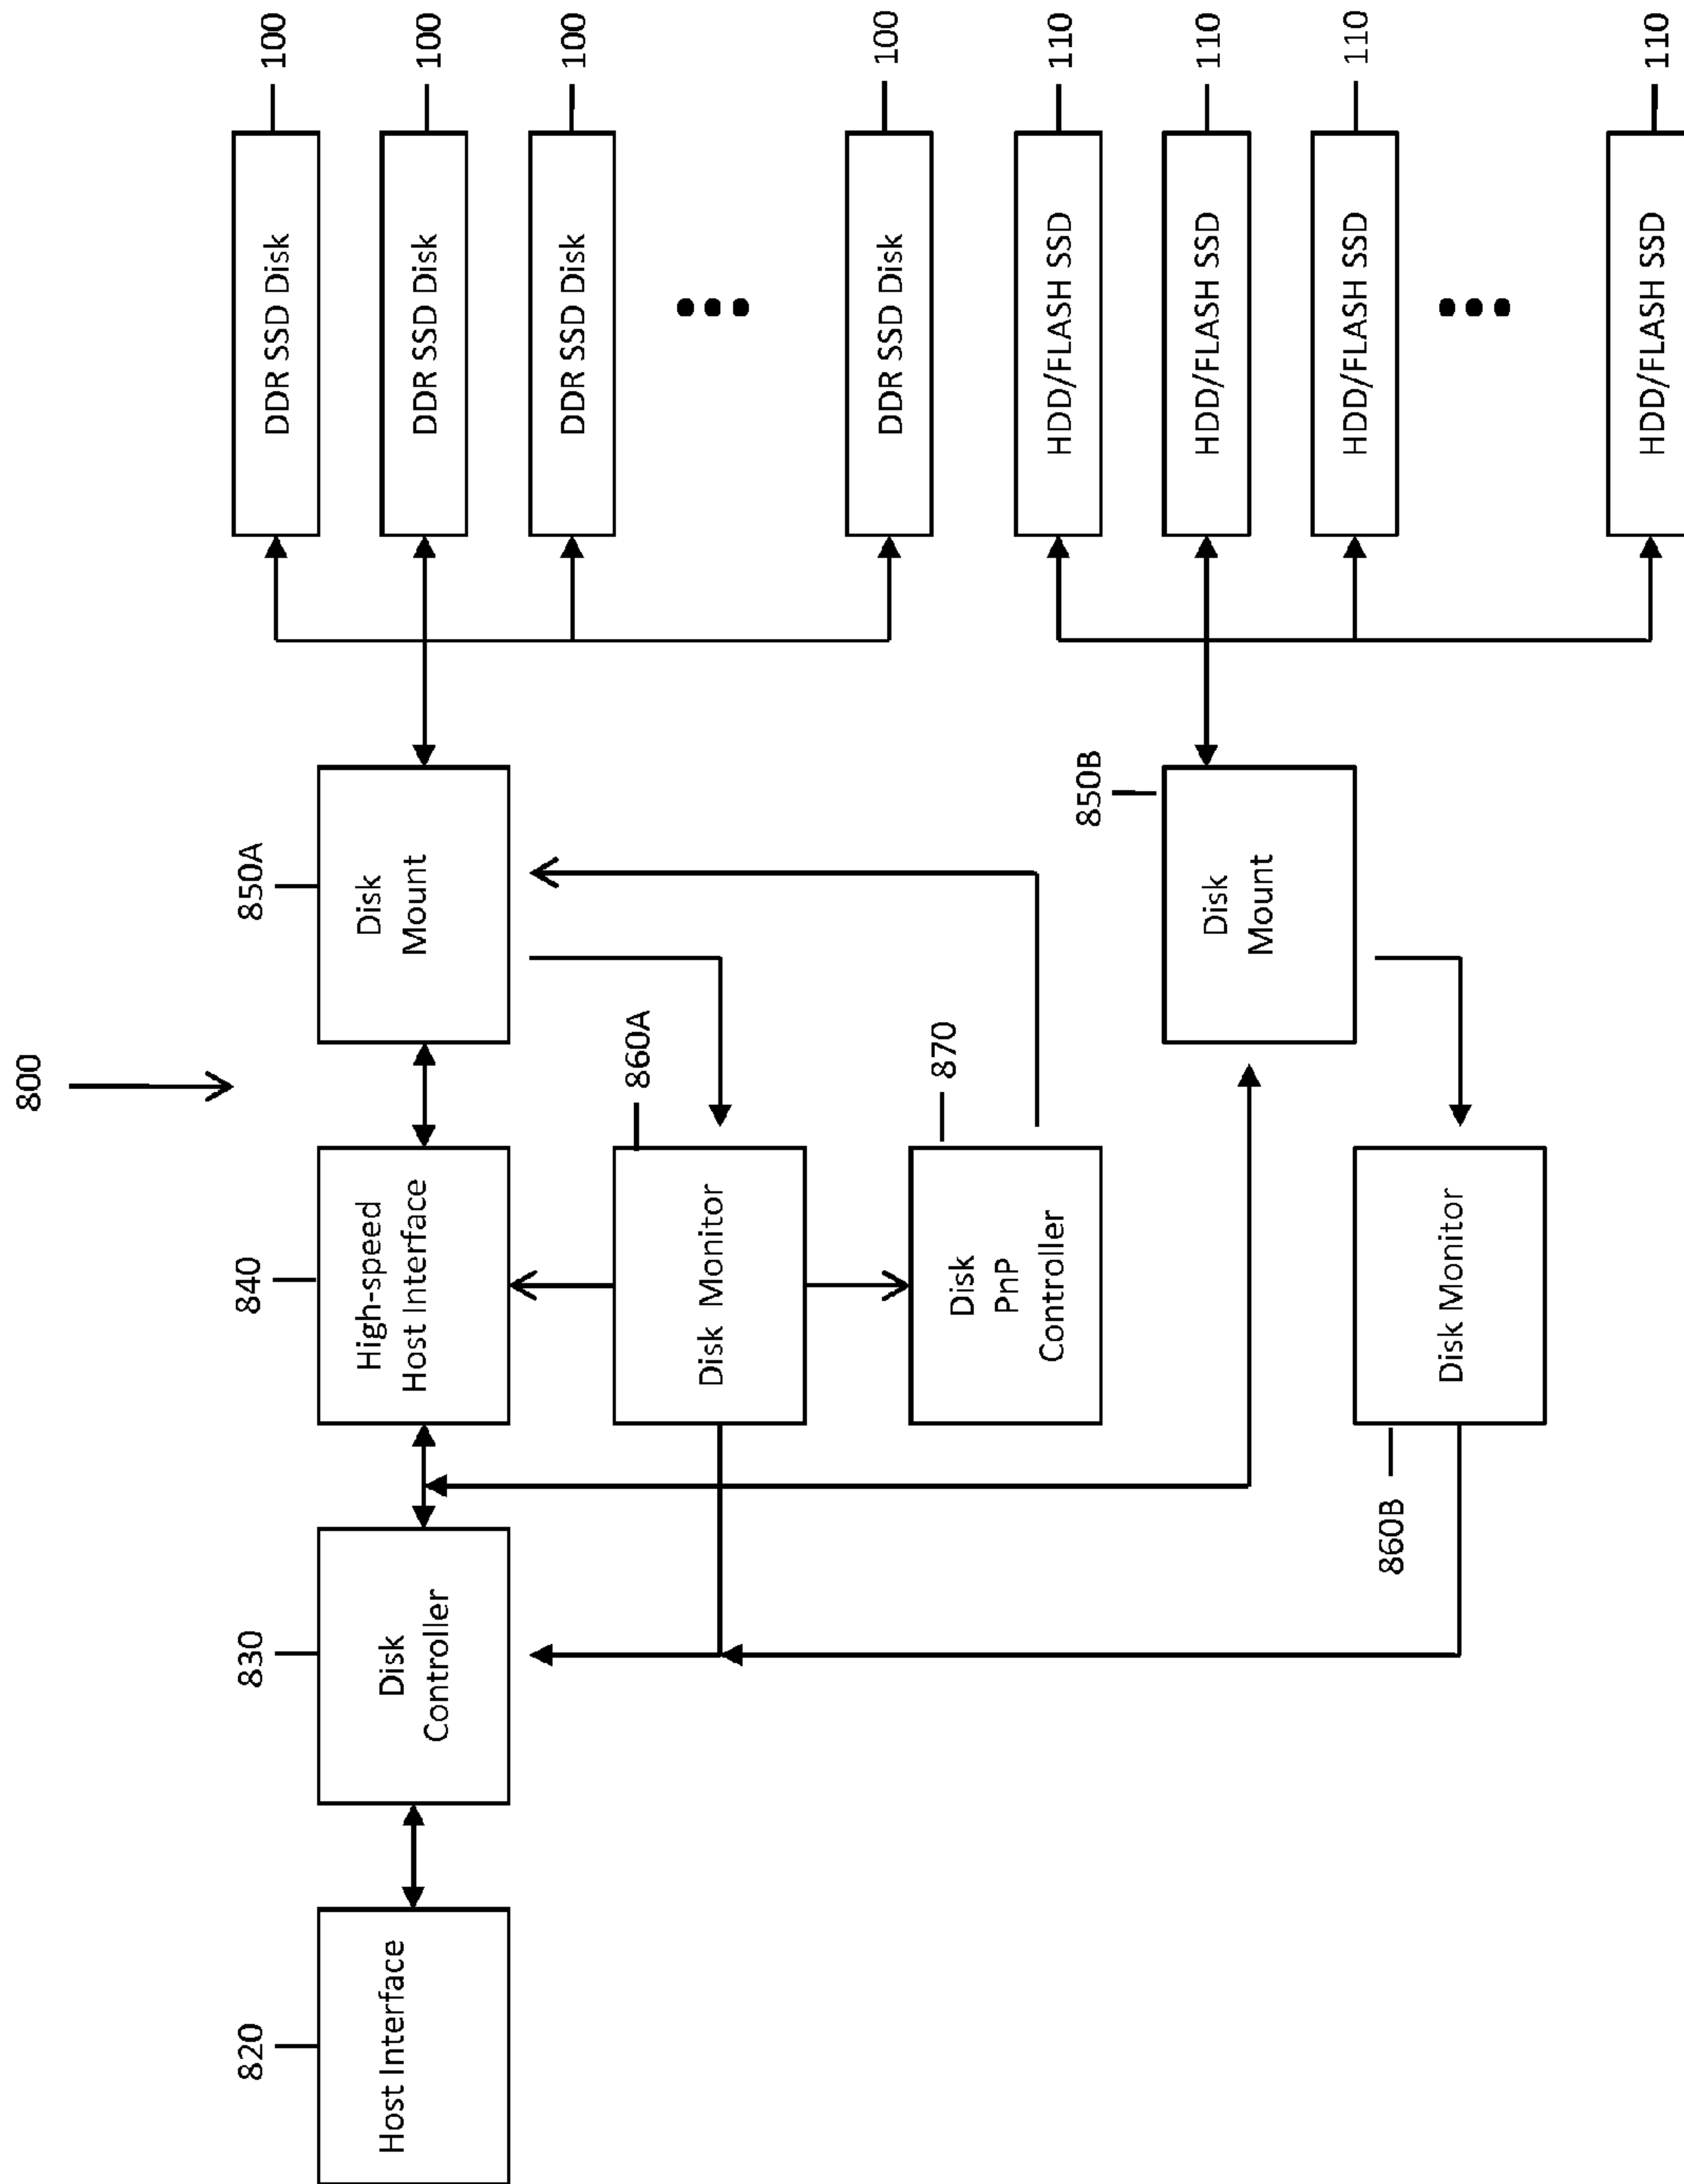 800
820
Host Interface
830
Disk
Controller
840
High-speed
Host Interface
850A
Disk
Mount
DDR SSD Disk
100
DDR SSD Disk
100
DDR SSD Disk
100
DDR SSD Disk
100
860A
Disk Monitor
870
Disk
PnP
Controller
850B
Disk
Mount
860B
Disk Monitor
HDD/FLASH SSD
110
HDD/FLASH SSD
110
HDD/FLASH SSD
110
HDD/FLASH SSD
110